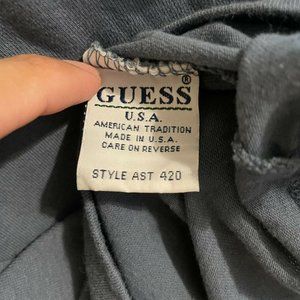 GUESS®
U.S.A.
AMERICAN TRADITION
MADE IN U.S.A.
CARE ON REVERSE
STYLE AST 420